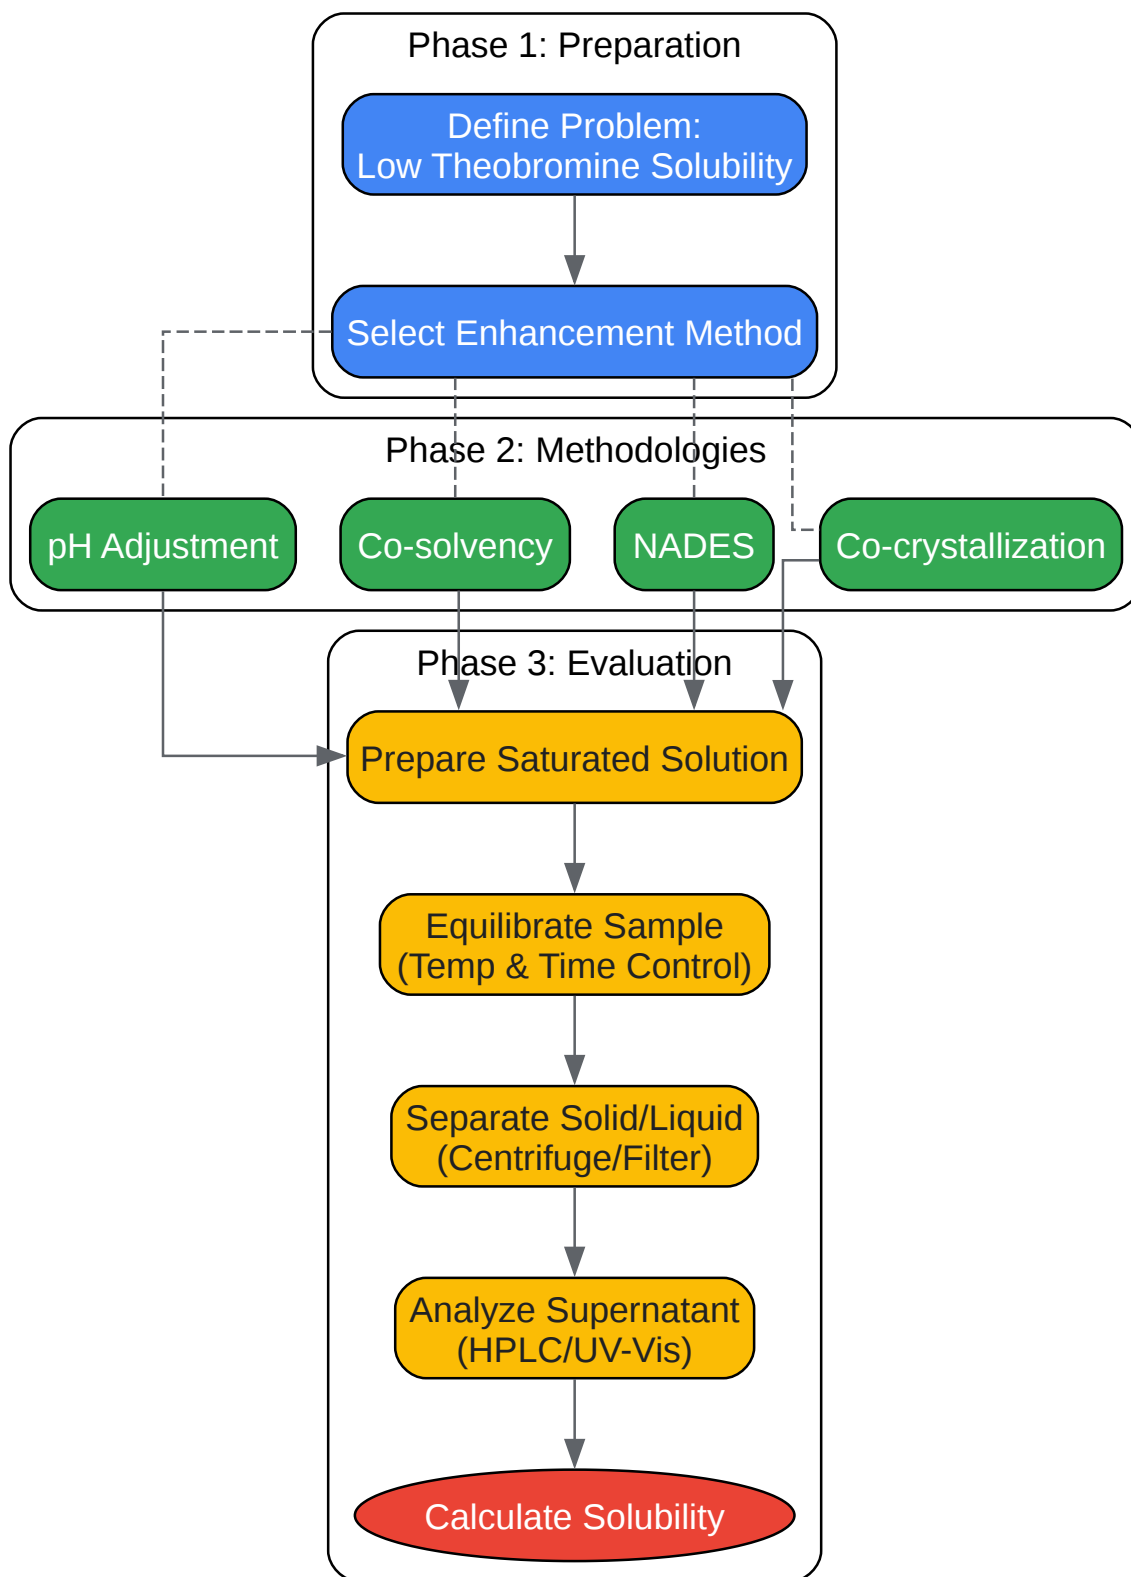 Phase 1: Preparation
Define Problem:
Low Theobromine Solubility
Select Enhancement Method
Phase 2: Methodologies
pH Adjustment
Co-solvency
NADES
Co-crystallization
Phase 3: Evaluation
Prepare Saturated Solution
Equilibrate Sample
(Temp & Time Control)
Separate Solid/Liquid
(Centrifuge/Filter)
Analyze Supernatant
(HPLC/UV-Vis)
Calculate Solubility